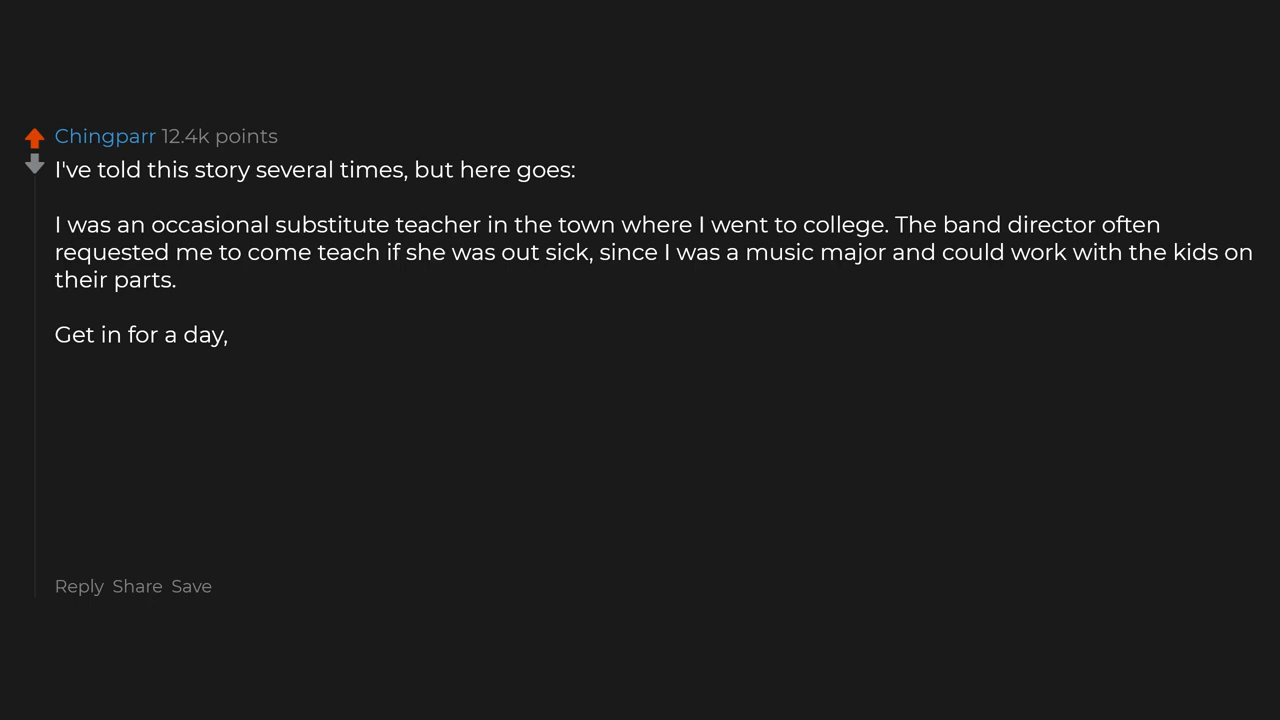 Chingparr 12.4k points
I've told this story several times, but here goes:
I was an occasional substitute teacher in the town where I went to college. The band director often
requested me to come teach if she was out sick, since I was a music major and could work with the kids on
their parts.
Get in for a day,
Reply Share Save